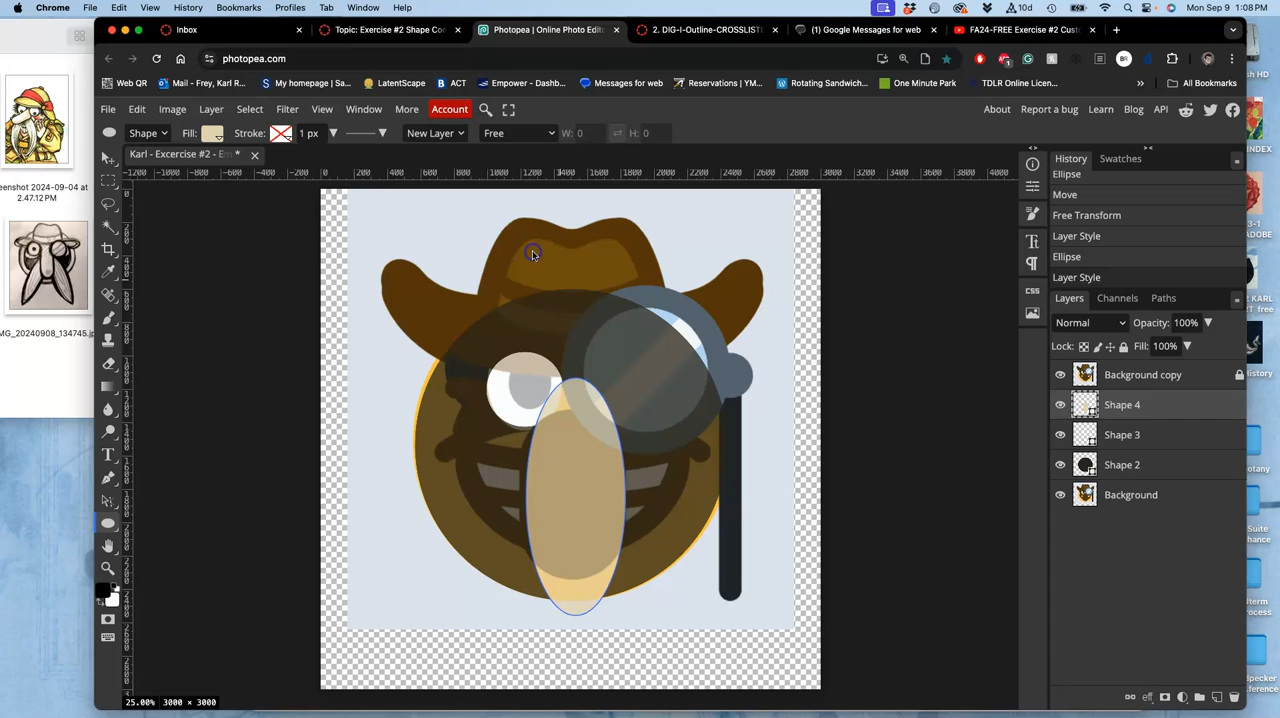 Chrome File Edit View History Bookmarks Profiles Tab Window Help 10d Mon Sep 9 1:08 PM
Inbox × Topic: Exercise #2 Shape Con × Photopea | Online Photo Edito × 2. DIG-I-Outline-CROSSLIST × (1) Google Messages for web × FA24-FREE Exercise #2 Cust × +
photopea.com
Web QR Mail - Frey, Karl R... My homepage | Sa... LatentScape ACT Empower - Dashb... Messages for web Reservations | YM... Rotating Sandwich... One Minute Park TDLR Online Licen... » All Bookmarks
File Edit Image Layer Select Filter View Window More Account About Report a bug Learn Blog API
Shape Fill: Stroke: 1 px New Layer Free W: 0 H: 0
Karl - Excercise #2 - Em *
History Swatches
Ellipse
Move
Free Transform
Layer Style
Ellipse
Layer Style
Layers Channels Paths
Normal Opacity: 100%
Lock: Fill: 100%
Background copy
Shape 4
Shape 3
Shape 2
Background
CSS
25.00% 3000 × 3000
eenshot 2024-09-04 at
2.47.12 PM
MG_20240908_134745.jp